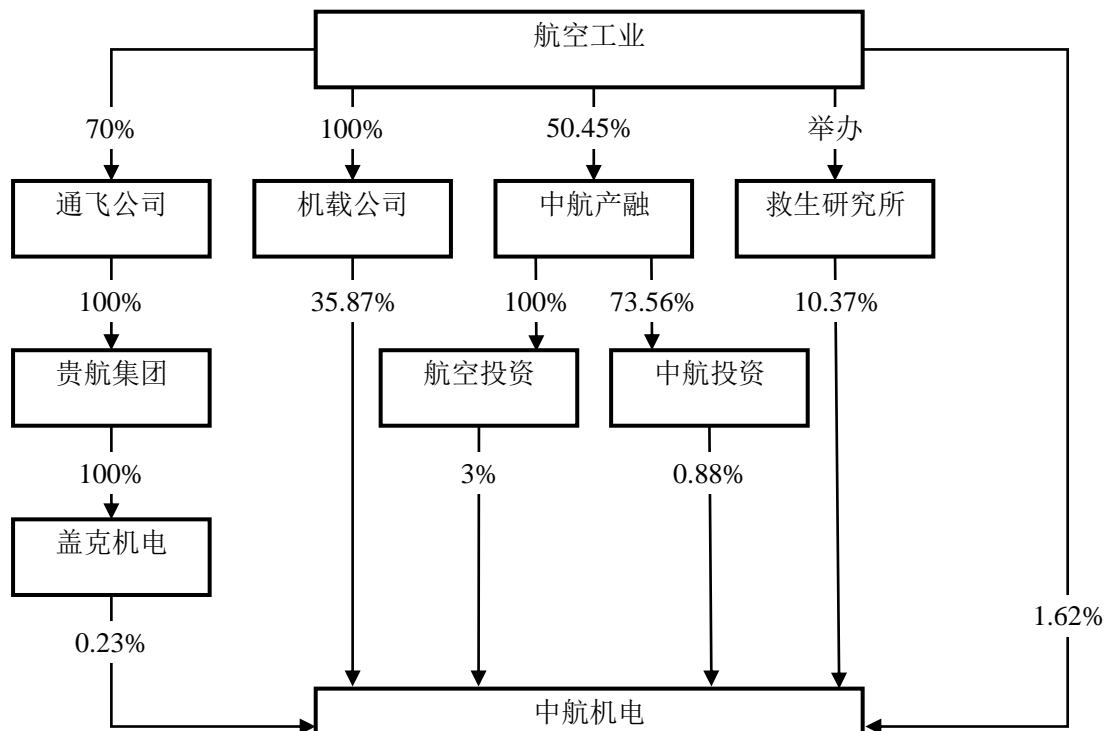 航空工业
70%
100%
50.45%
举办
通飞公司
机载公司
中航产融
救生研究所
100%
35.87%
100%
73.56%
10.37%
贵航集团
航空投资
中航投资
100%
3%
0.88%
盖克机电
0.23%
1.62%
中航机电